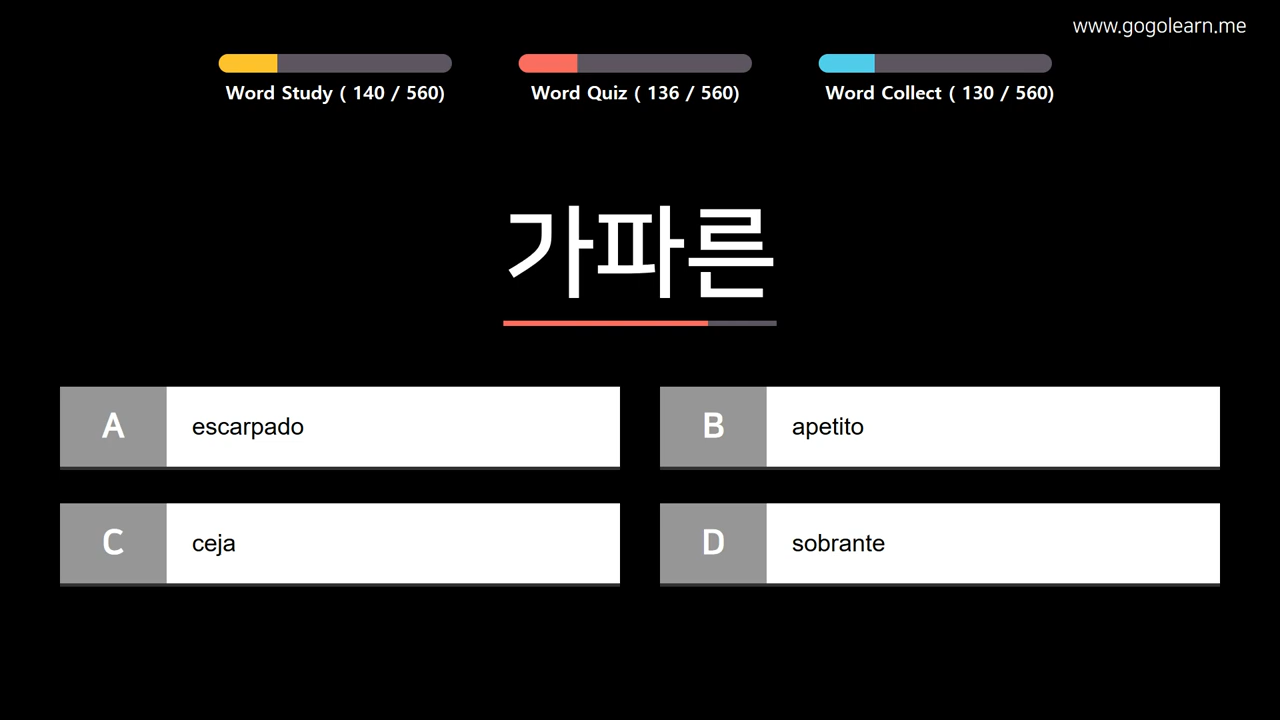 www.gogolearn.me
Word Study ( 140 / 560)
Word Quiz ( 136 / 560)
Word Collect ( 130 / 560)
가파른
A escarpado
B apetito
C ceja
D sobrante